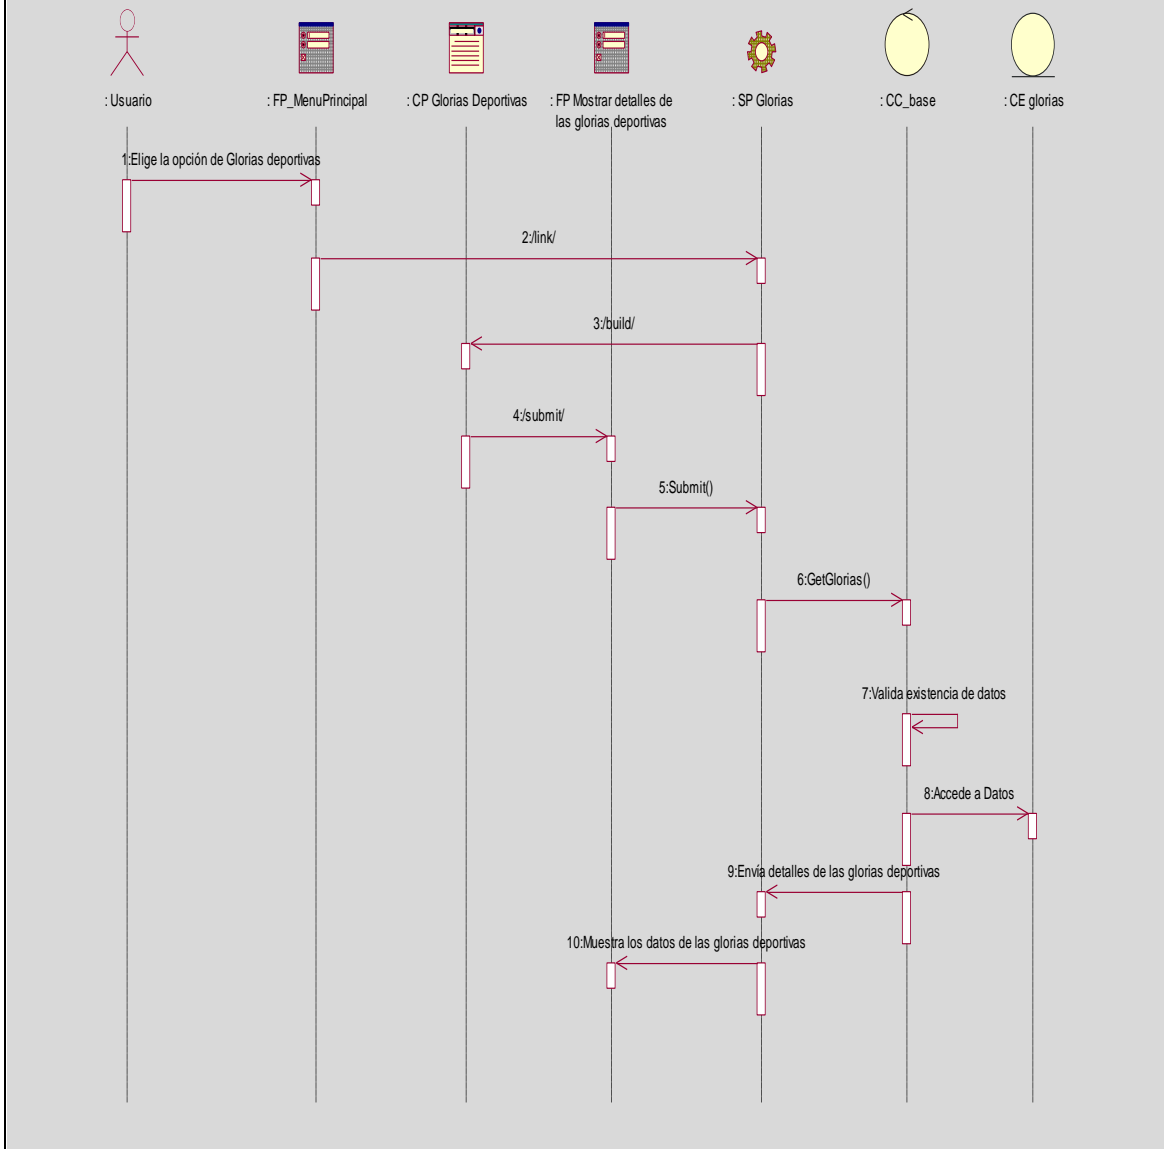 : Usuario
: FP_MenuPrincipal
: CP Glorias Deportivas
: FP Mostrar detalles de
las glorias deportivas
: SP Glorias
: CC_base
: CE glorias
1:Elige la opción de Glorias deportivas
2:/link/
3:/build/
4:/submit/
5:Submit()
6:GetGlorias()
7:Valida existencia de datos
8:Accede a Datos
9:Envía detalles de las glorias deportivas
10:Muestra los datos de las glorias deportivas